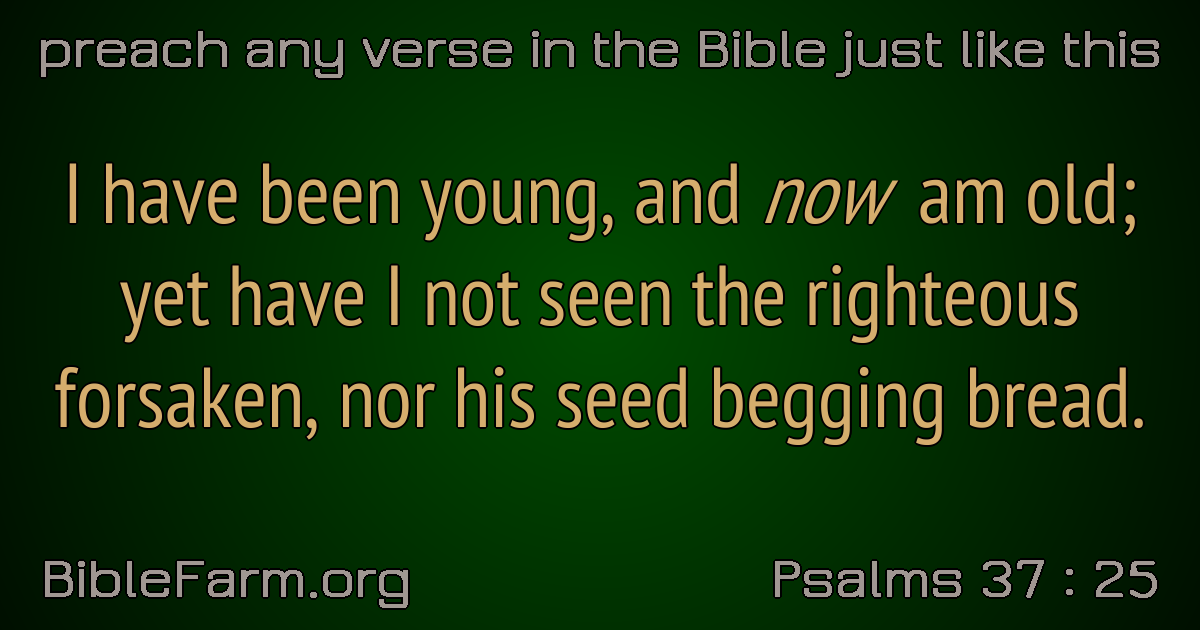 preach any verse in the Bible just like this
I have been young, and now am old;
yet have I not seen the righteous
forsaken, nor his seed begging bread.
BibleFarm.org
Psalms 37 : 25